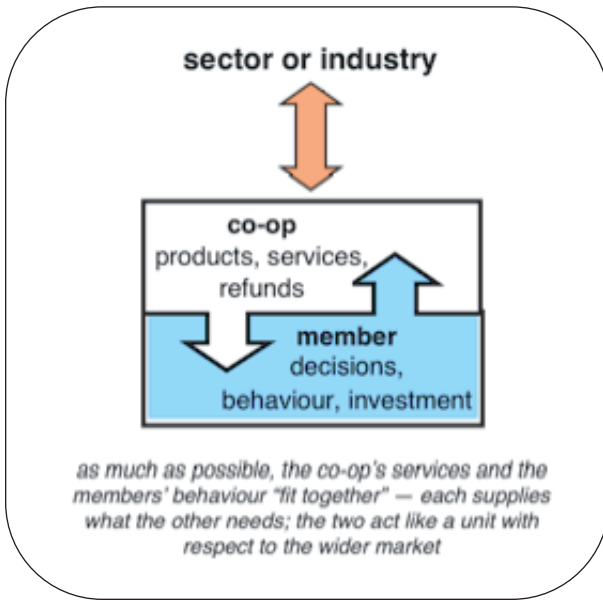 sector or industry
co-op
products, services,
refunds
member
decisions,
behaviour, investment
as much as possible, the co-op's services and the
members' behaviour “fit together” — each supplies
what the other needs; the two act like a unit with
respect to the wider market